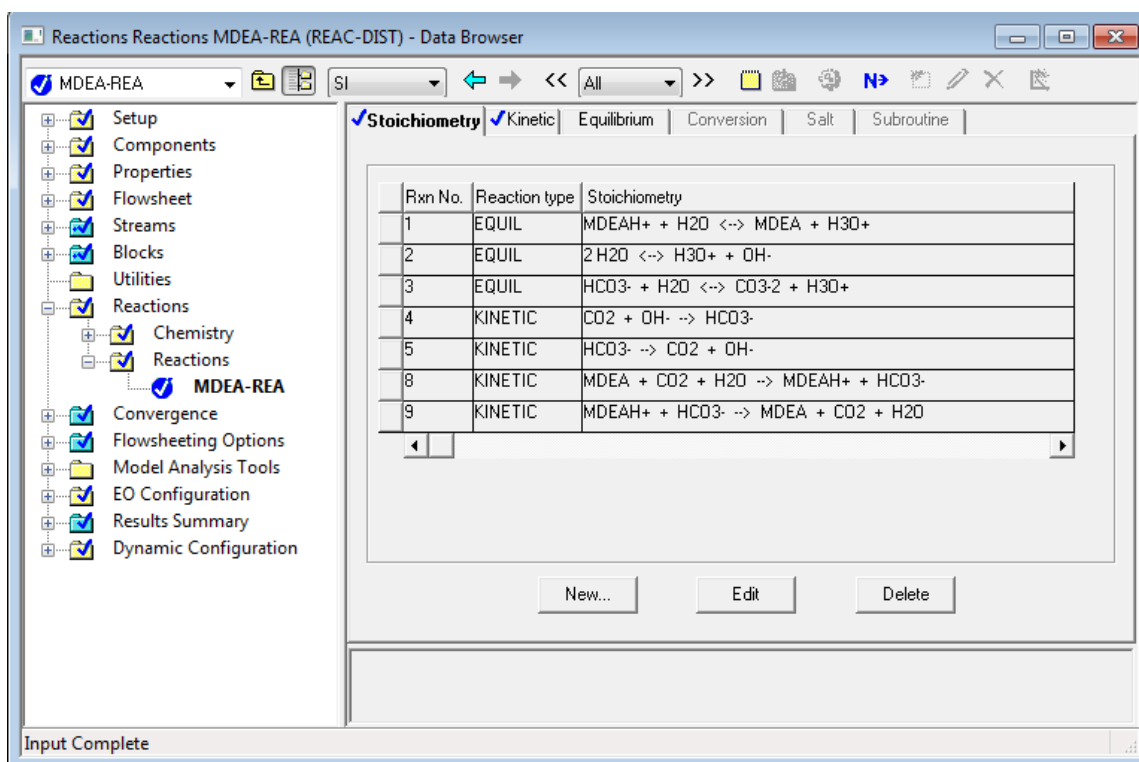 Reactions Reactions MDEA-REA (REAC-DIST) - Data Browser
MDEA-REA SI << All >> N
Setup
Components
Properties
Flowsheet
Streams
Blocks
Utilities
Reactions
Chemistry
Reactions
MDEA-REA
Convergence
Flowsheeting Options
Model Analysis Tools
EO Configuration
Results Summary
Dynamic Configuration
Stoichiometry Kinetic Equilibrium Conversion Salt Subroutine
Rxn No. Reaction type Stoichiometry
1 EQUIL MDEAH+ + H2O <--> MDEA + H3O+
2 EQUIL 2 H2O <--> H3O+ + OH-
3 EQUIL HCO3- + H2O <--> CO3-2 + H3O+
4 KINETIC CO2 + OH- --> HCO3-
5 KINETIC HCO3- --> CO2 + OH-
8 KINETIC MDEA + CO2 + H2O --> MDEAH+ + HCO3-
9 KINETIC MDEAH+ + HCO3- --> MDEA + CO2 + H2O
New... Edit Delete
Input Complete